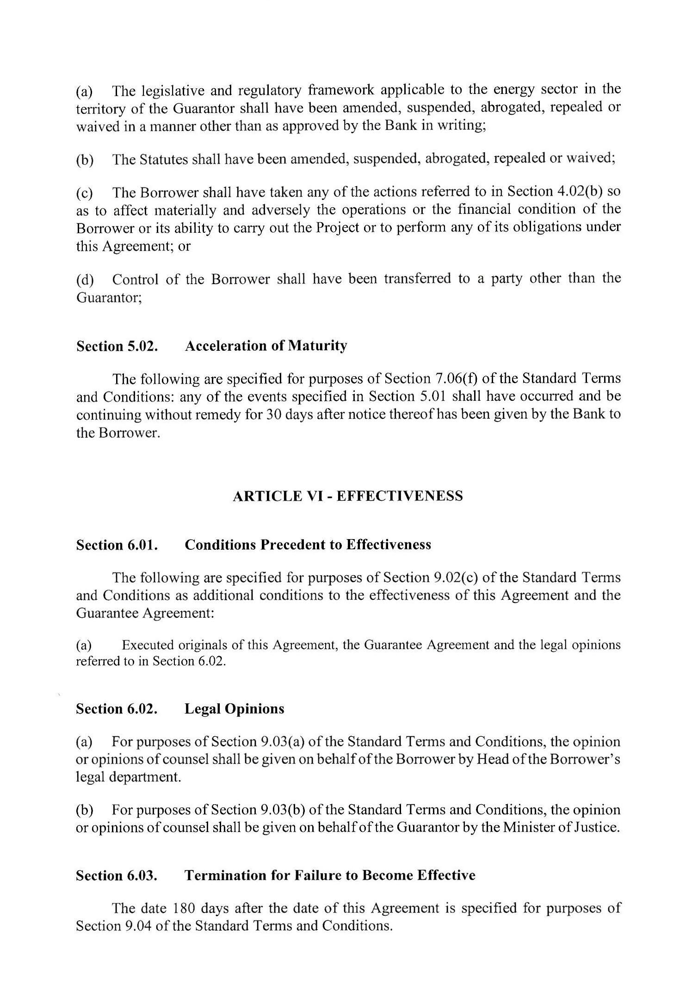 (a) The legislative and regulatory framework applicable to the energy sector in the
territory of the Guarantor shall have been amended, suspended, abrogated, repealed or
waived in a manner other than as approved by the Bank in writing;
(b) The Statutes shall have been amended, suspended, abrogated, repealed or waived;
(c) The Borrower shall have taken any of the actions referred to in Section 4.02(b) so
as to affect materially and adversely the operations or the financial condition of the
Borrower or its ability to carry out the Project or to perform any of its obligations under
this Agreement; or
(d) Control of the Borrower shall have been transferred to a party other than the
Guarantor;
Section 5.02. Acceleration of Maturity
The following are specified for purposes of Section 7.06(f) of the Standard Terms
and Conditions: any of the events specified in Section 5.01 shall have occurred and be
continuing without remedy for 30 days after notice thereof has been given by the Bank to
the Borrower.
ARTICLE VI - EFFECTIVENESS
Section 6.01. Conditions Precedent to Effectiveness
The following are specified for purposes of Section 9.02(c) of the Standard Terms
and Conditions as additional conditions to the effectiveness of this Agreement and the
Guarantee Agreement:
(a) Executed originals of this Agreement, the Guarantee Agreement and the legal opinions
referred to in Section 6.02.
Section 6.02. Legal Opinions
(a) For purposes of Section 9.03(a) of the Standard Terms and Conditions, the opinion
or opinions of counsel shall be given on behalf of the Borrower by Head of the Borrower's
legal department.
(b) For purposes of Section 9.03(b) of the Standard Terms and Conditions, the opinion
or opinions of counsel shall be given on behalf of the Guarantor by the Minister of Justice.
Section 6.03. Termination for Failure to Become Effective
The date 180 days after the date of this Agreement is specified for purposes of
Section 9.04 of the Standard Terms and Conditions.